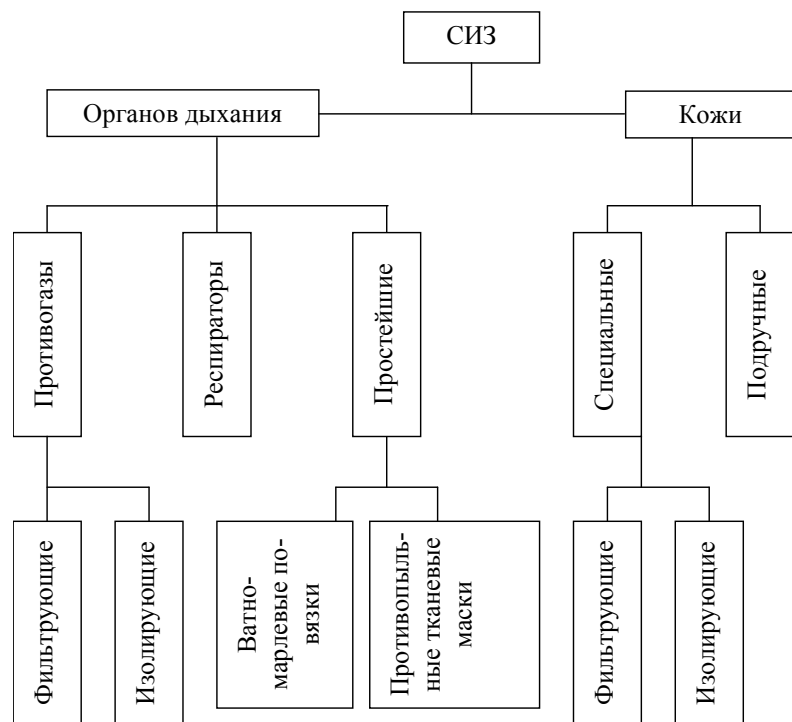 СИЗ
Органов дыхания
Кожи
Противогазы
Респираторы
Простейшие
Специальные
Подручные
Фильтрующие
Изолирующие
Ватно-
марлевые по-
вязки
Противопыль-
ные тканевые
маски
Фильтрующие
Изолирующие